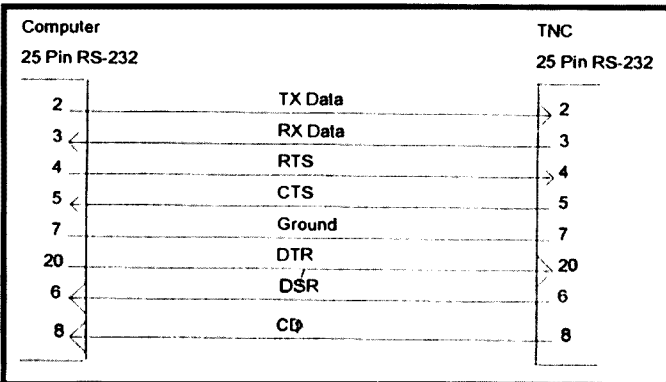 Computer TNC
25 Pin RS-232 25 Pin RS-232
2 TX Data 2
3 RX Data 3
4 RTS 4
5 CTS 5
7 Ground 7
20 DTR 20
6 DSR 6
8 CD 8